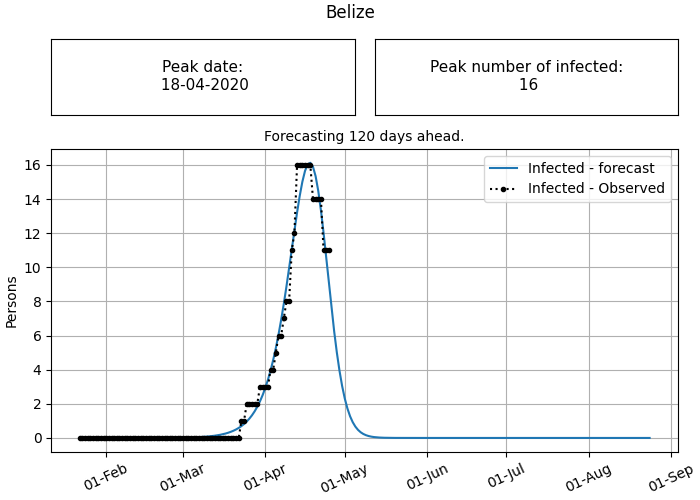 Belize
Peak date:
18-04-2020
Peak number of infected:
16
Forecasting 120 days ahead.
Infected - forecast
Infected - Observed
Persons
16
14
12
10
8
6
4
2
0
01-Feb
01-Mar
01-Apr
01-May
01-Jun
01-Jul
01-Aug
01-Sep